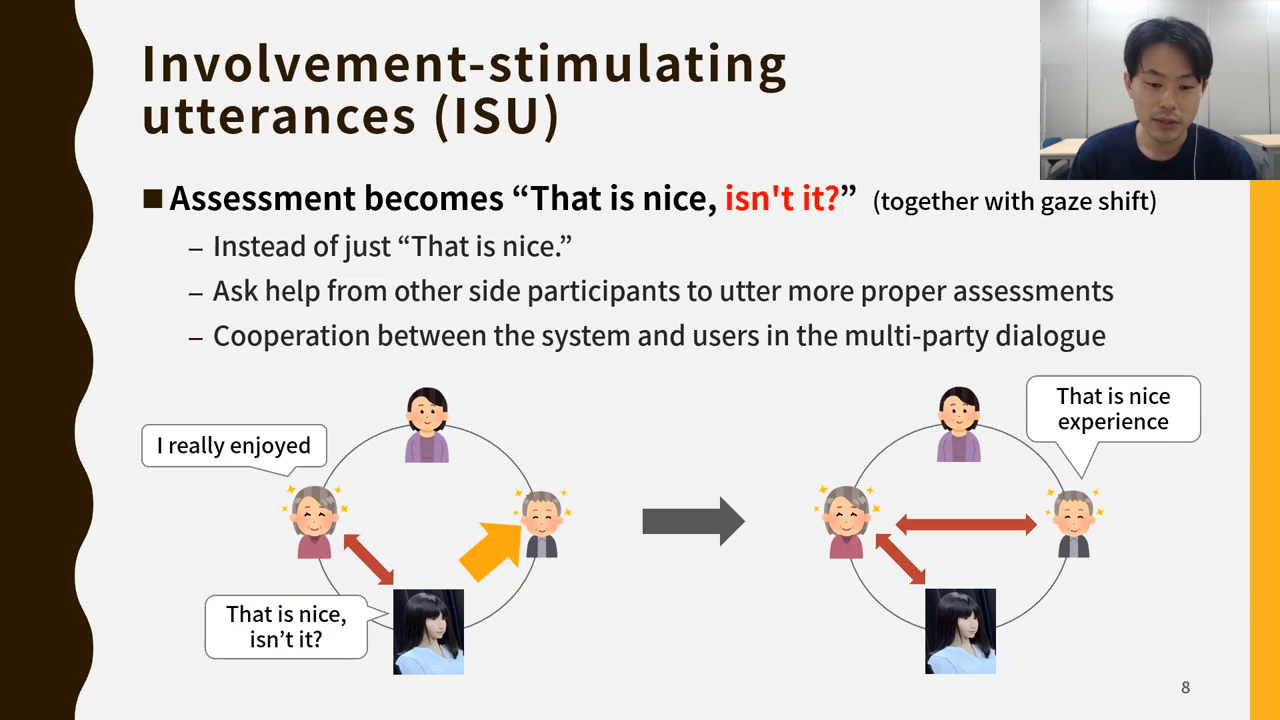 Involvement-stimulating
utterances (ISU)
Assessment becomes “That is nice, isn't it?” (together with gaze shift)
– Instead of just “That is nice.”
– Ask help from other side participants to utter more proper assessments
– Cooperation between the system and users in the multi-party dialogue
I really enjoyed
That is nice,
isn’t it?
That is nice
experience
8